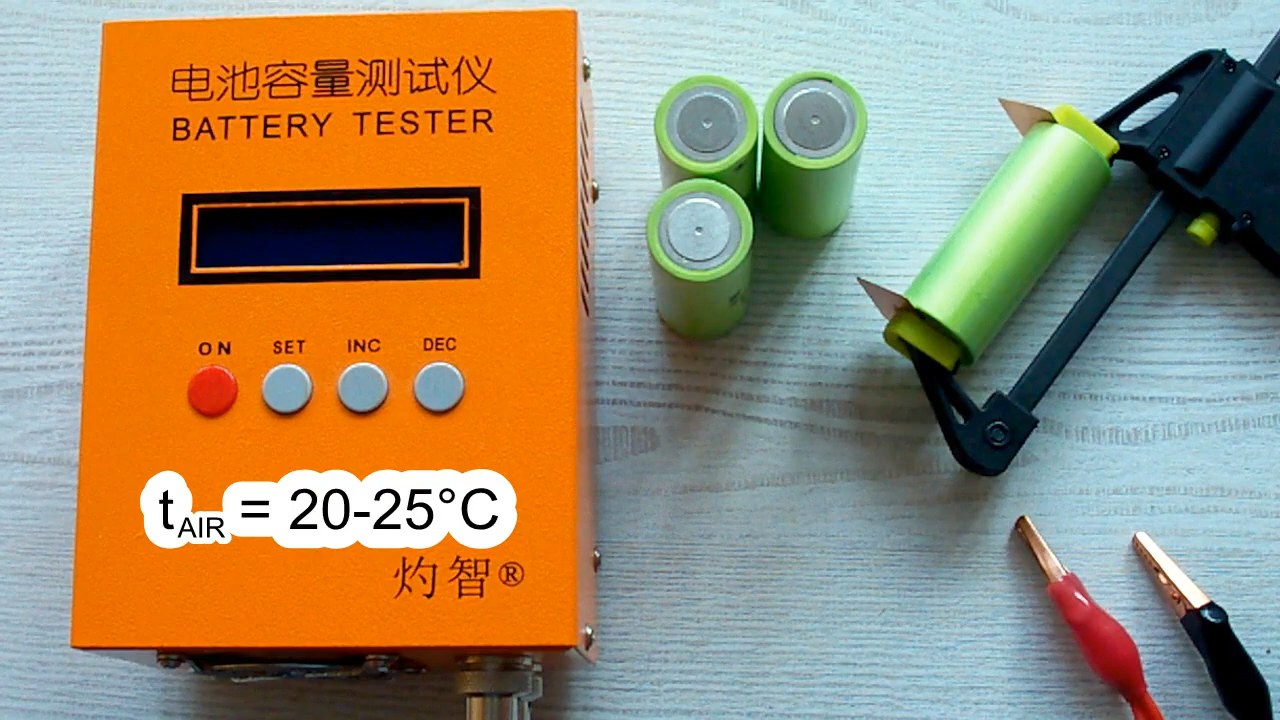 电池容量测试仪
BATTERY TESTER
ON SET INC DEC
tAIR = 20-25°C
灼智®